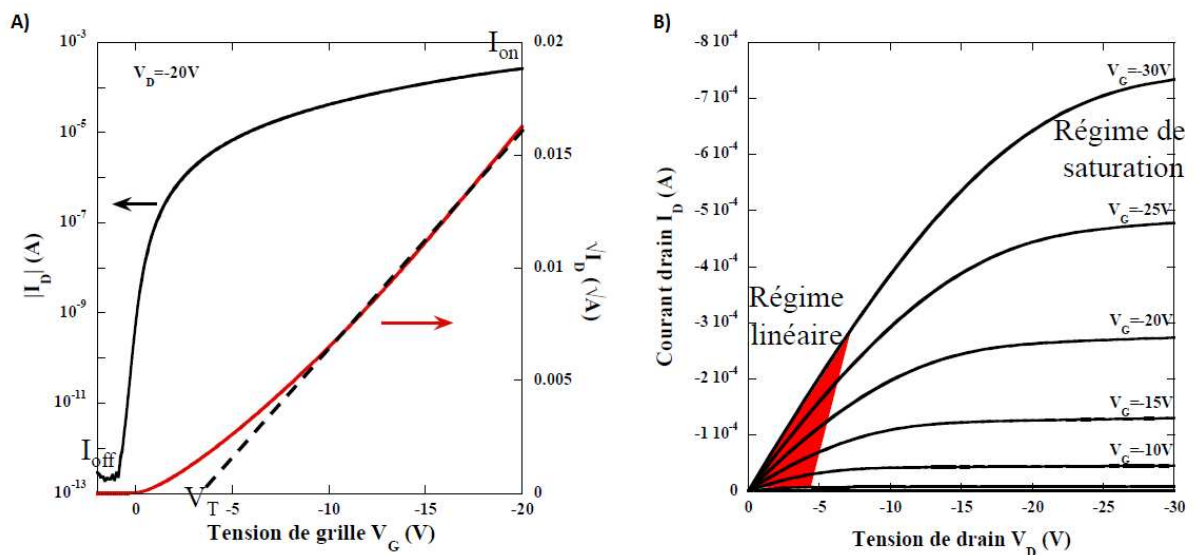 A)
10⁻³
10⁻⁵
10⁻⁷
10⁻⁹
10⁻¹¹
10⁻¹³
|I_D| (A)
V_D=-20V
I_on
I_off
V_T
0
-5
-10
-15
-20
Tension de grille V_G (V)
0.02
0.015
0.01
0.005
0
√I_D (√A)
B)
-8 10⁻⁴
-7 10⁻⁴
-6 10⁻⁴
-5 10⁻⁴
-4 10⁻⁴
-3 10⁻⁴
-2 10⁻⁴
-1 10⁻⁴
0
Courant drain I_D (A)
V_G=-30V
Régime de
saturation
V_G=-25V
Régime
linéaire
V_G=-20V
V_G=-15V
V_G=-10V
0
-5
-10
-15
-20
-25
-30
Tension de drain V_D (V)